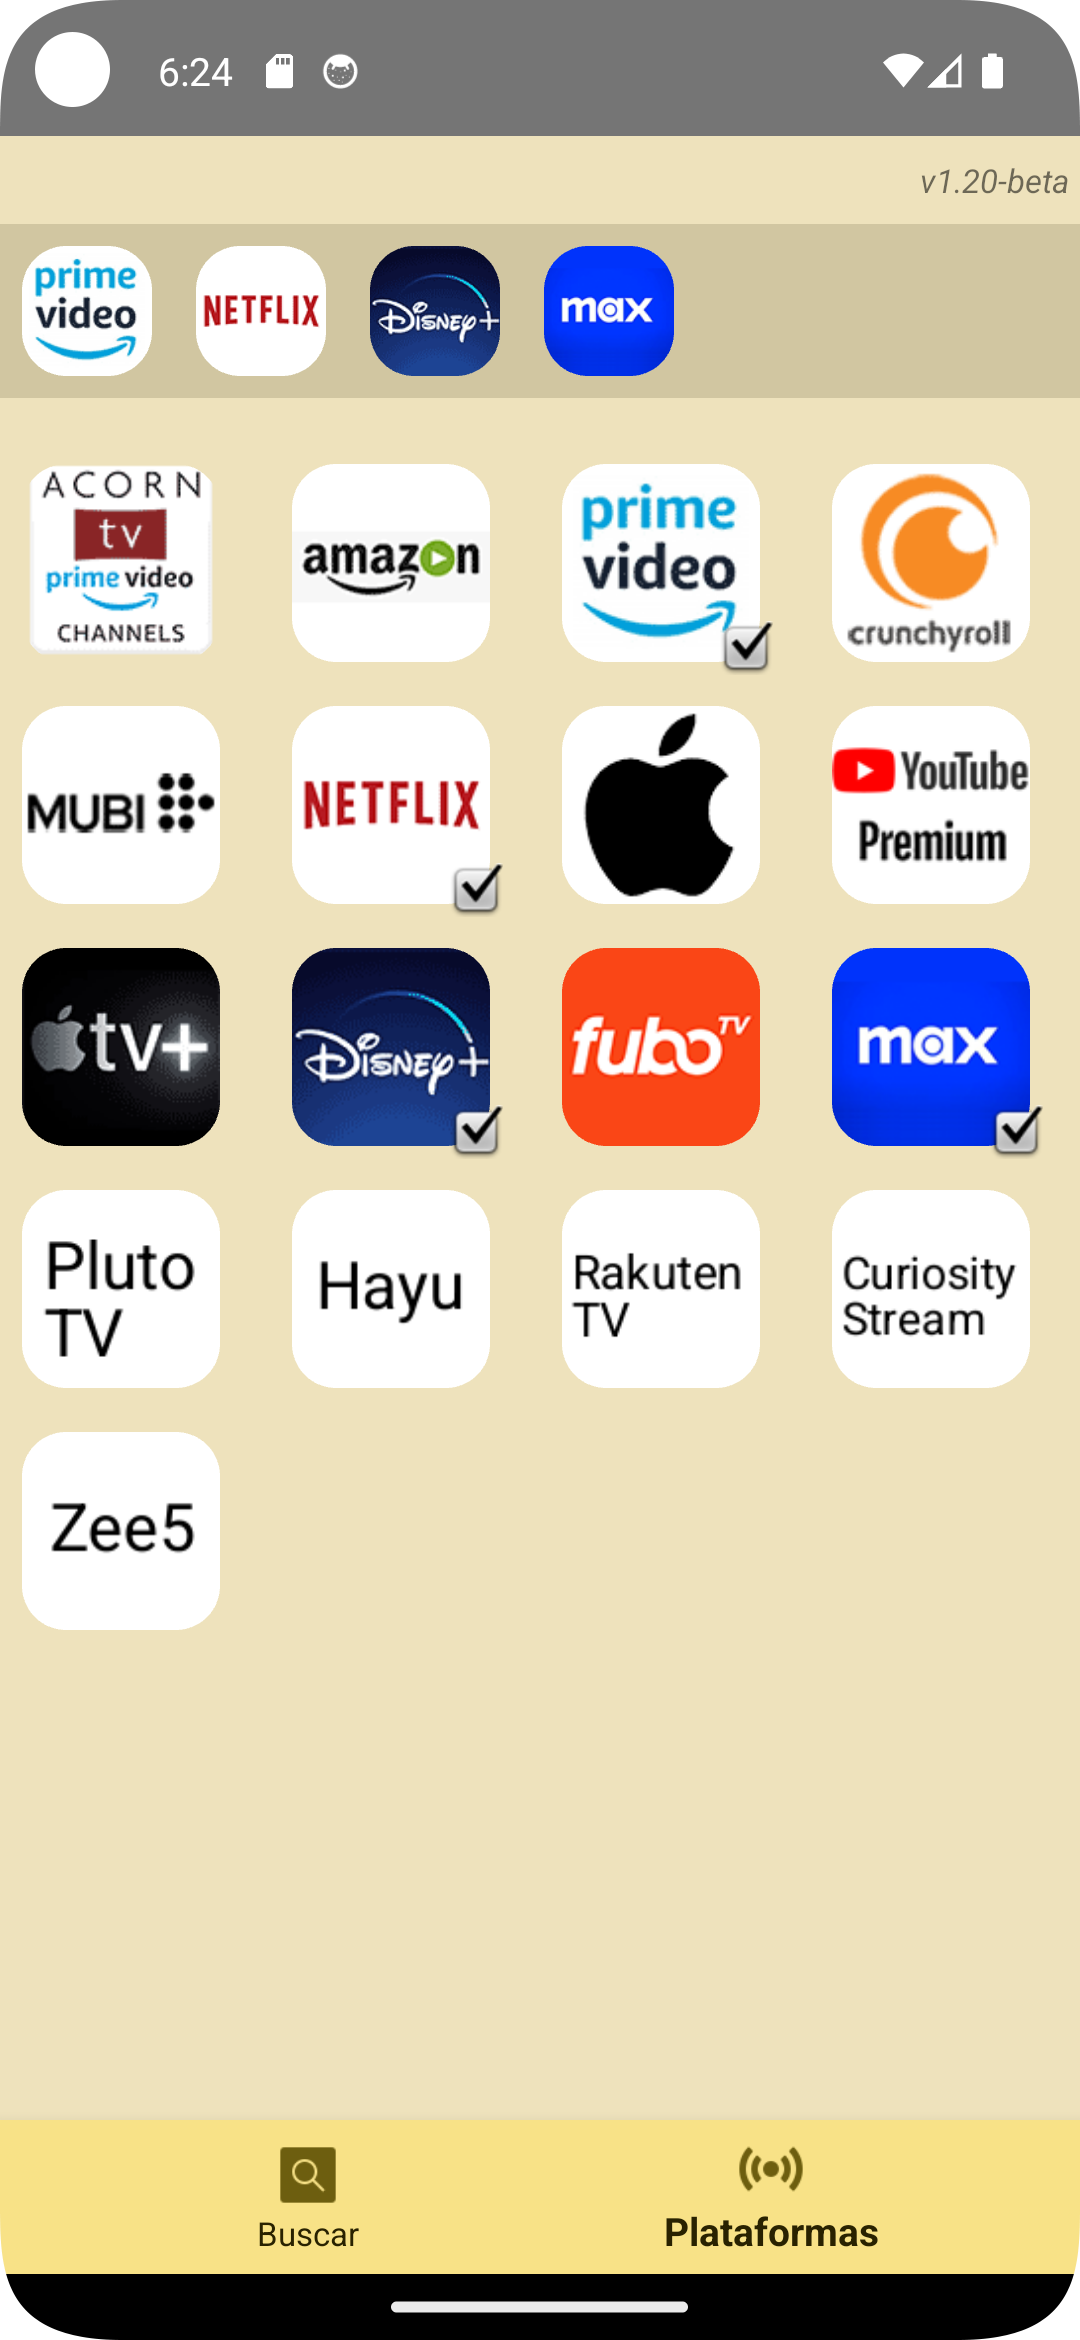 6:24
v1.20-beta
prime video
NETFLIX
Disney+
max
ACORN
tv
prime video
CHANNELS
amazon
prime video
crunchyroll
MUBI
NETFLIX
YouTube
Premium
tv+
Disney+
fubo TV
max
Pluto
TV
Hayu
Rakuten
TV
Curiosity
Stream
Zee5
Buscar
Plataformas